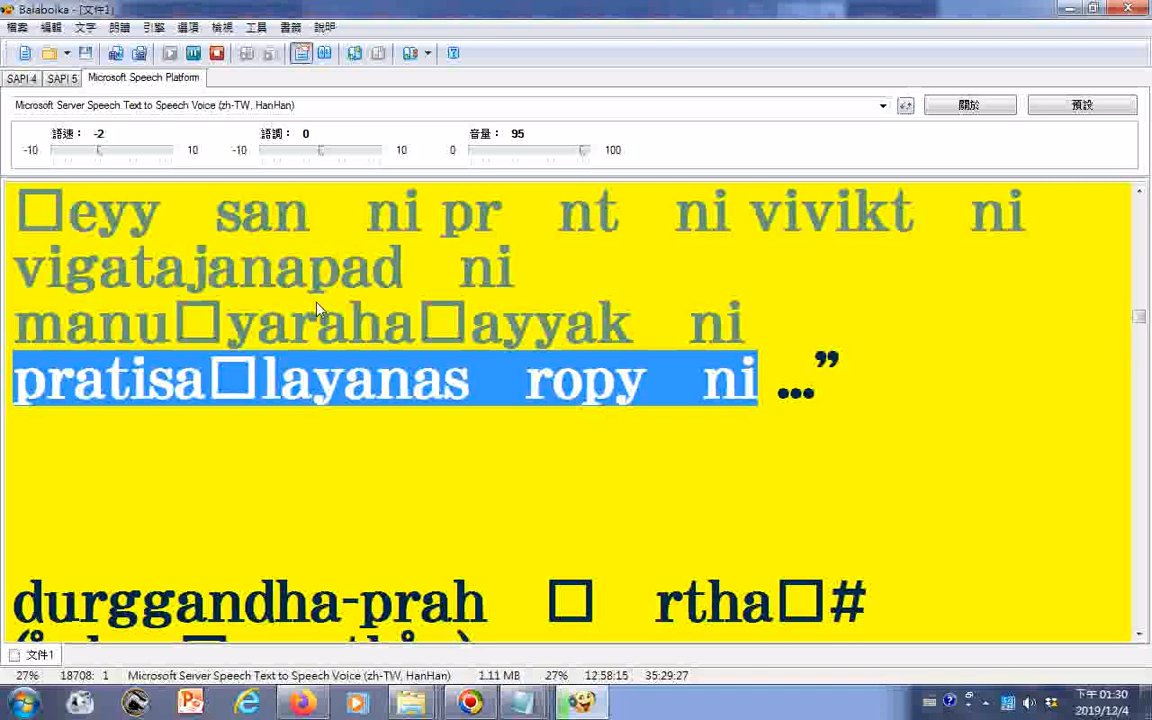 Balabolka - [文件1]
檔案 編輯 文字 朗讀 引擎 選項 檢視 工具 書籤 說明
SAPI 4 SAPI 5 Microsoft Speech Platform
Microsoft Server Speech Text to Speech Voice (zh-TW, HanHan) 關於 預設
語速： -2 語調： 0 音量： 95
-10 10 -10 10 0 100
□eyy san ni pr nt ni vivikt ni
vigatajanapad ni
manu□yaraha□ayyak ni
pratisa□layanas ropy ni …”
durggandha-prah □ rtha□#
文件1
27% 18708: 1 Microsoft Server Speech Text to Speech Voice (zh-TW, HanHan) 1.11 MB 27% 12:58:15 35:29:27
下午 01:30
2019/12/4